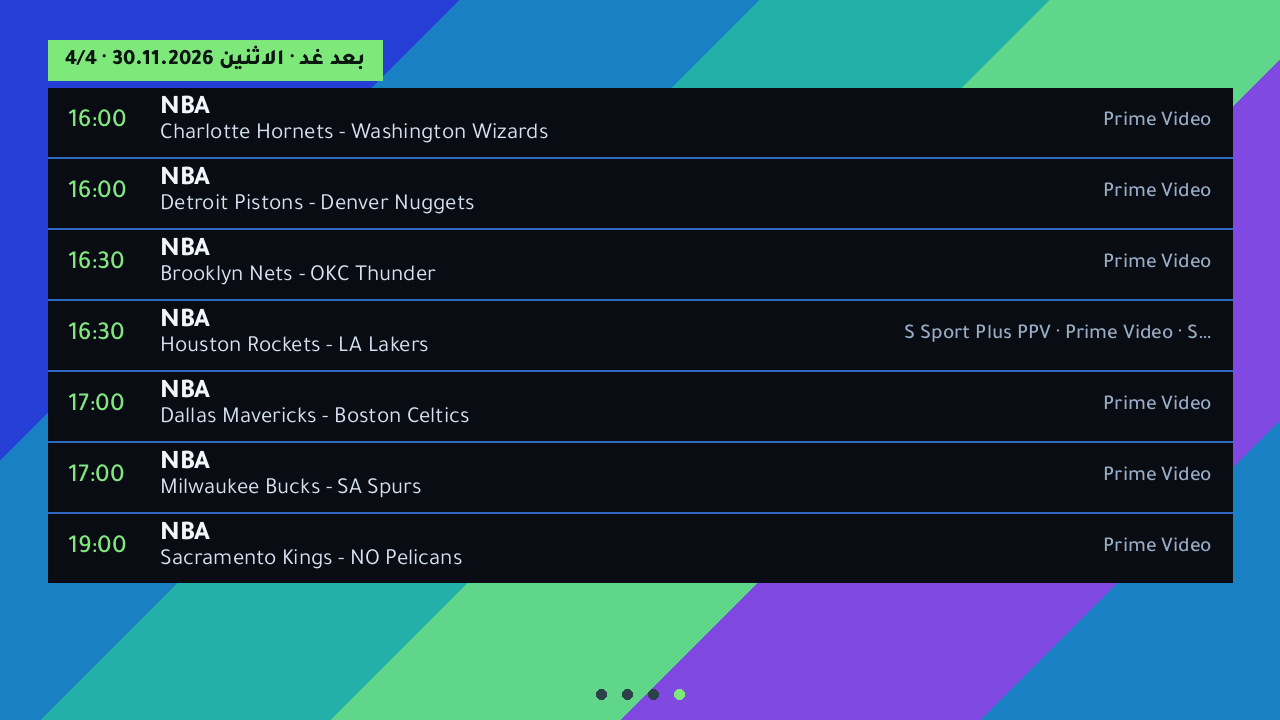 بعد غد · الاثنين 30.11.2026 · 4/4
16:00
NBA
Charlotte Hornets - Washington Wizards
Prime Video
16:00
NBA
Detroit Pistons - Denver Nuggets
Prime Video
16:30
NBA
Brooklyn Nets - OKC Thunder
Prime Video
16:30
NBA
Houston Rockets - LA Lakers
S Sport Plus PPV · Prime Video · S...
17:00
NBA
Dallas Mavericks - Boston Celtics
Prime Video
17:00
NBA
Milwaukee Bucks - SA Spurs
Prime Video
19:00
NBA
Sacramento Kings - NO Pelicans
Prime Video